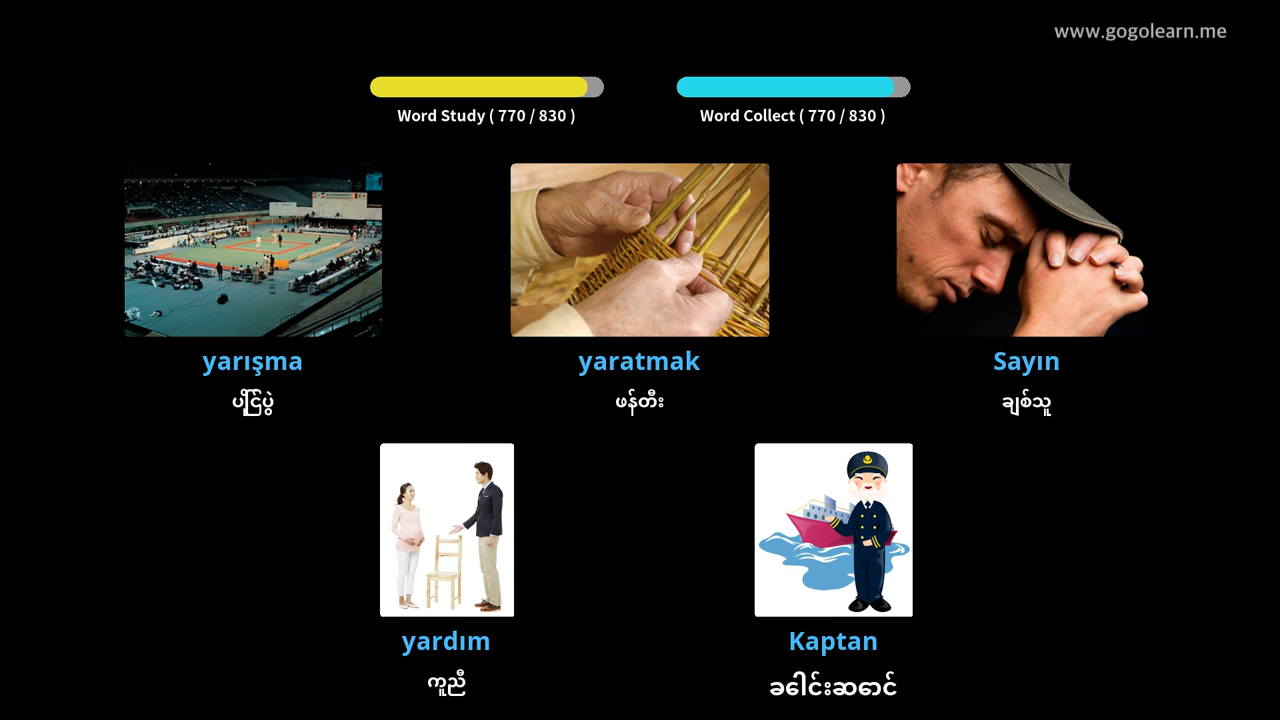 www.gogolearn.me
Word Study ( 770 / 830 )
Word Collect ( 770 / 830 )
yarışma
yaratmak
Sayın
ပြိုင်ပွဲ
ဖန်တီး
ချစ်သူ
yardım
Kaptan
ကူညီ
ခေါင်းဆောင်